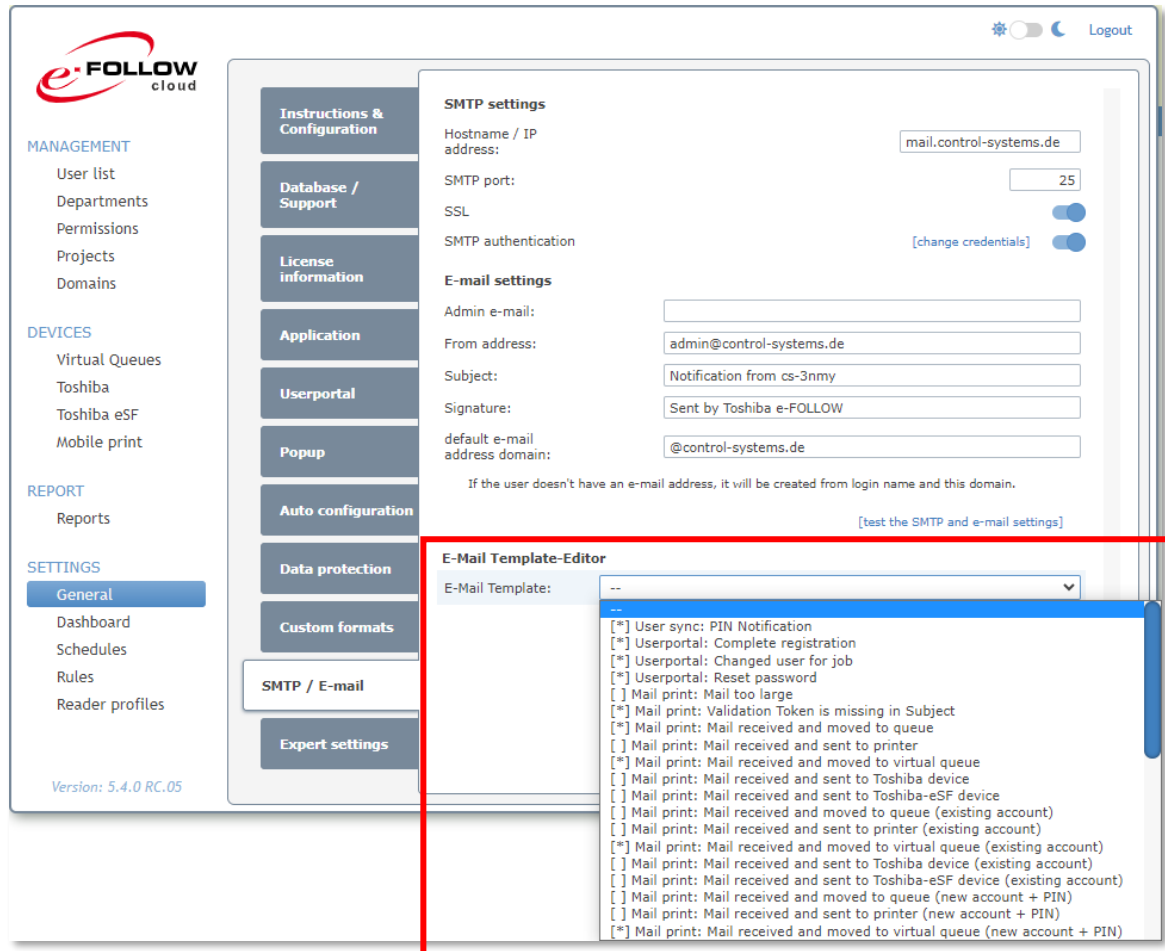 Logout
e-FOLLOW
cloud
MANAGEMENT
User list
Departments
Permissions
Projects
Domains
DEVICES
Virtual Queues
Toshiba
Toshiba eSF
Mobile print
REPORT
Reports
SETTINGS
General
Dashboard
Schedules
Rules
Reader profiles
Version: 5.4.0 RC.05
Instructions &
Configuration
Database /
Support
License
information
Application
Userportal
Popup
Auto configuration
Data protection
Custom formats
SMTP / E-mail
Expert settings
SMTP settings
Hostname / IP
address:
mail.control-systems.de
SMTP port:
25
SSL
SMTP authentication
[change credentials]
E-mail settings
Admin e-mail:
From address:
admin@control-systems.de
Subject:
Notification from cs-3nmy
Signature:
Sent by Toshiba e-FOLLOW
default e-mail
address domain:
@control-systems.de
If the user doesn't have an e-mail address, it will be created from login name and this domain.
[test the SMTP and e-mail settings]
E-Mail Template-Editor
E-Mail Template:
--
--
[*] User sync: PIN Notification
[*] Userportal: Complete registration
[*] Userportal: Changed user for job
[*] Userportal: Reset password
[ ] Mail print: Mail too large
[*] Mail print: Validation Token is missing in Subject
[*] Mail print: Mail received and moved to queue
[ ] Mail print: Mail received and sent to printer
[*] Mail print: Mail received and moved to virtual queue
[ ] Mail print: Mail received and sent to Toshiba device
[ ] Mail print: Mail received and sent to Toshiba-eSF device
[ ] Mail print: Mail received and moved to queue (existing account)
[ ] Mail print: Mail received and sent to printer (existing account)
[*] Mail print: Mail received and moved to virtual queue (existing account)
[ ] Mail print: Mail received and sent to Toshiba device (existing account)
[ ] Mail print: Mail received and sent to Toshiba-eSF device (existing account)
[ ] Mail print: Mail received and moved to queue (new account + PIN)
[ ] Mail print: Mail received and sent to printer (new account + PIN)
[*] Mail print: Mail received and moved to virtual queue (new account + PIN)